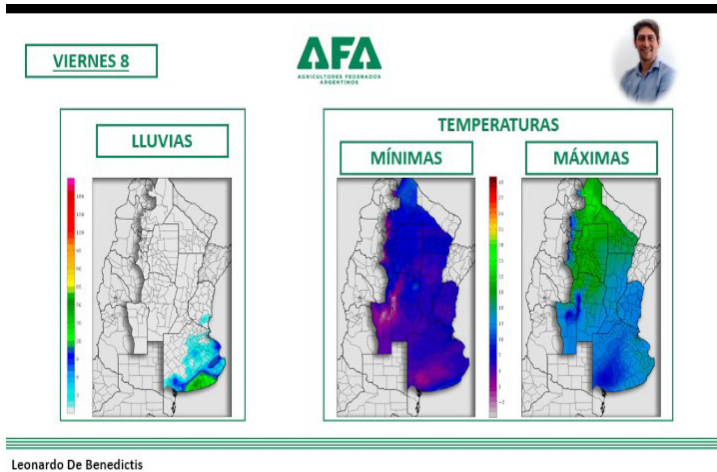 VIERNES 8
AFA
AGRICULTORES FEDERADOS
ARGENTINOS
LLUVIAS
TEMPERATURAS
MÍNIMAS
MÁXIMAS
Leonardo De Benedictis